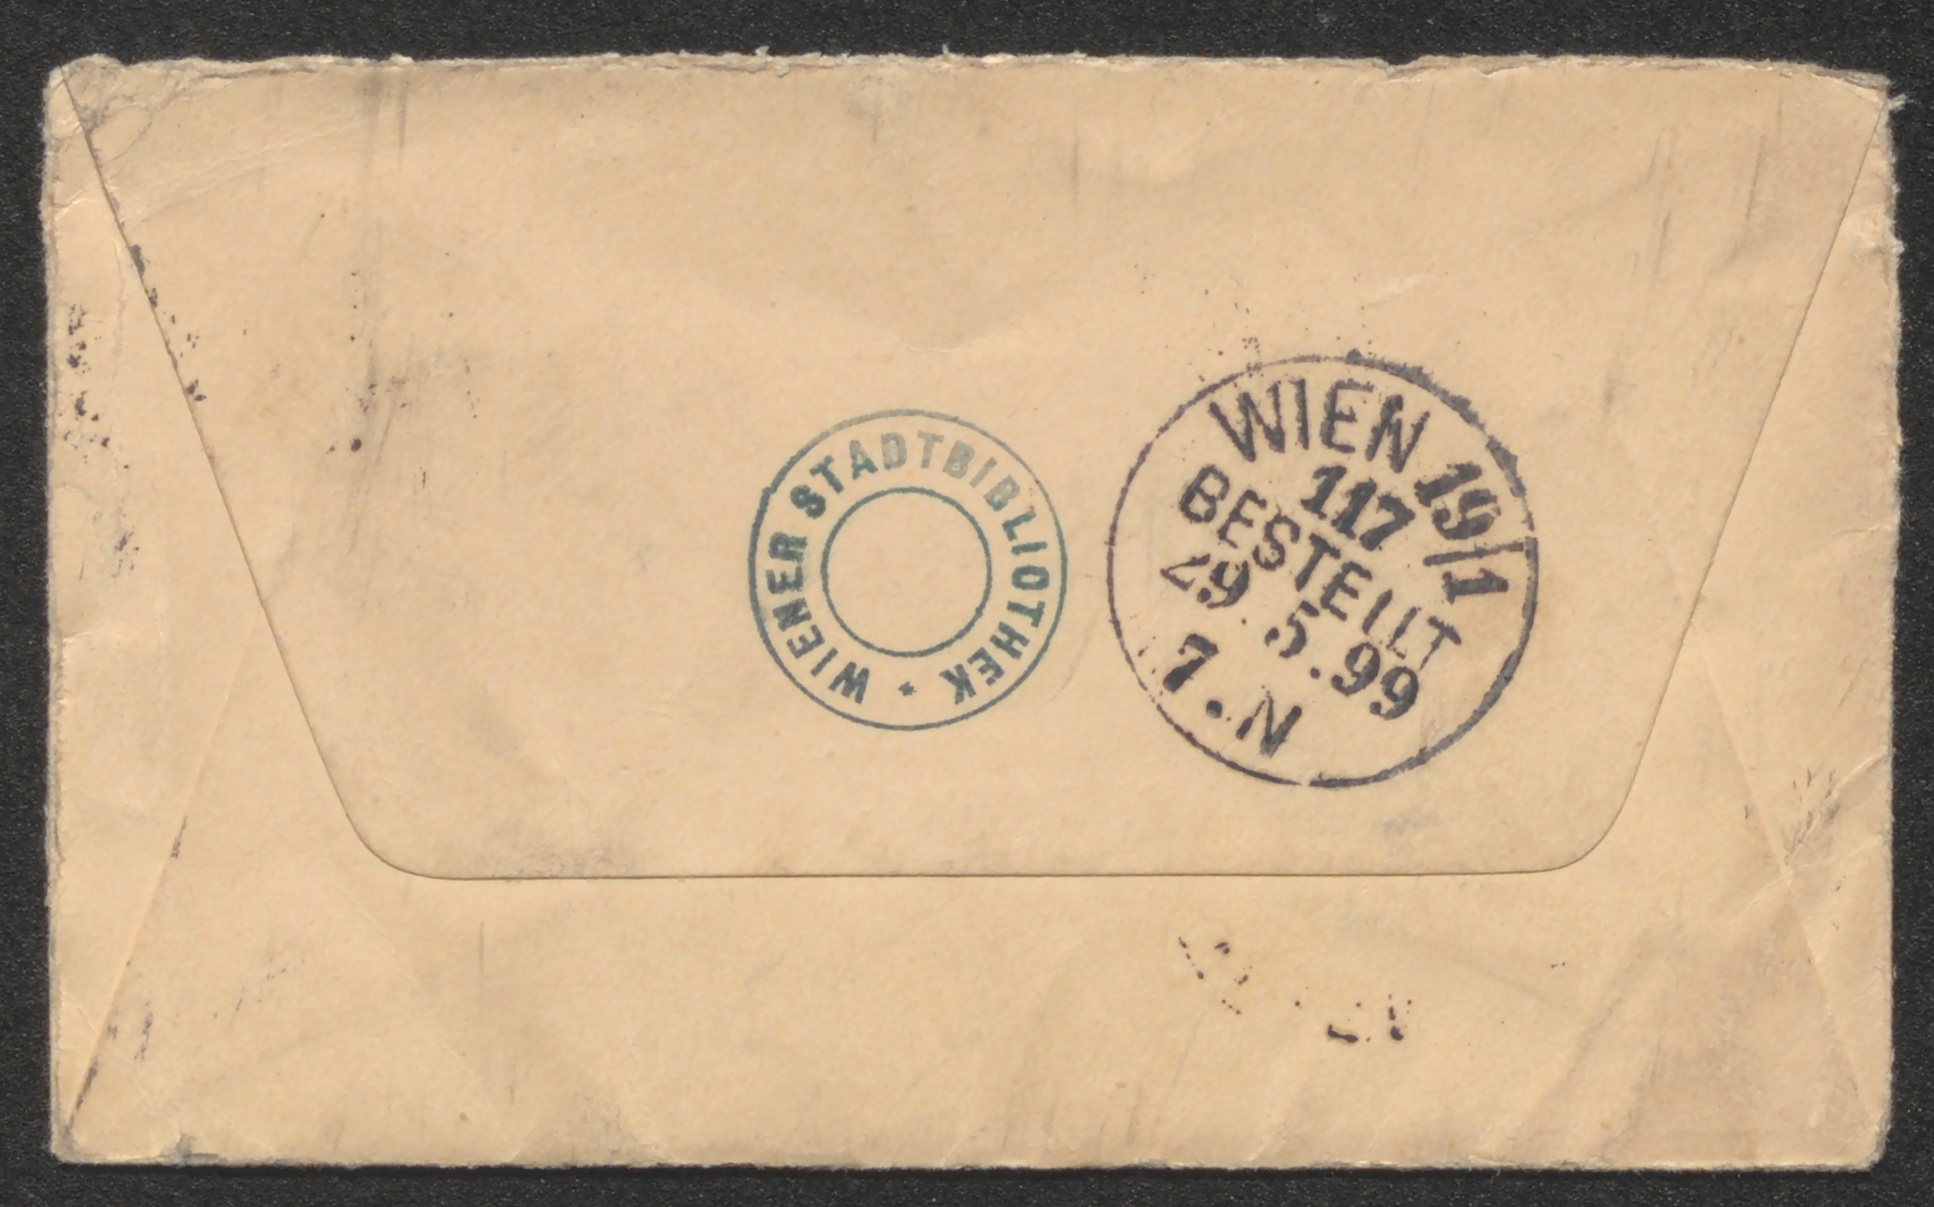 WIENER STADTBIBLIOTHEK *
WIEN 19/1
117
BESTELLT
29.5.99
7.N